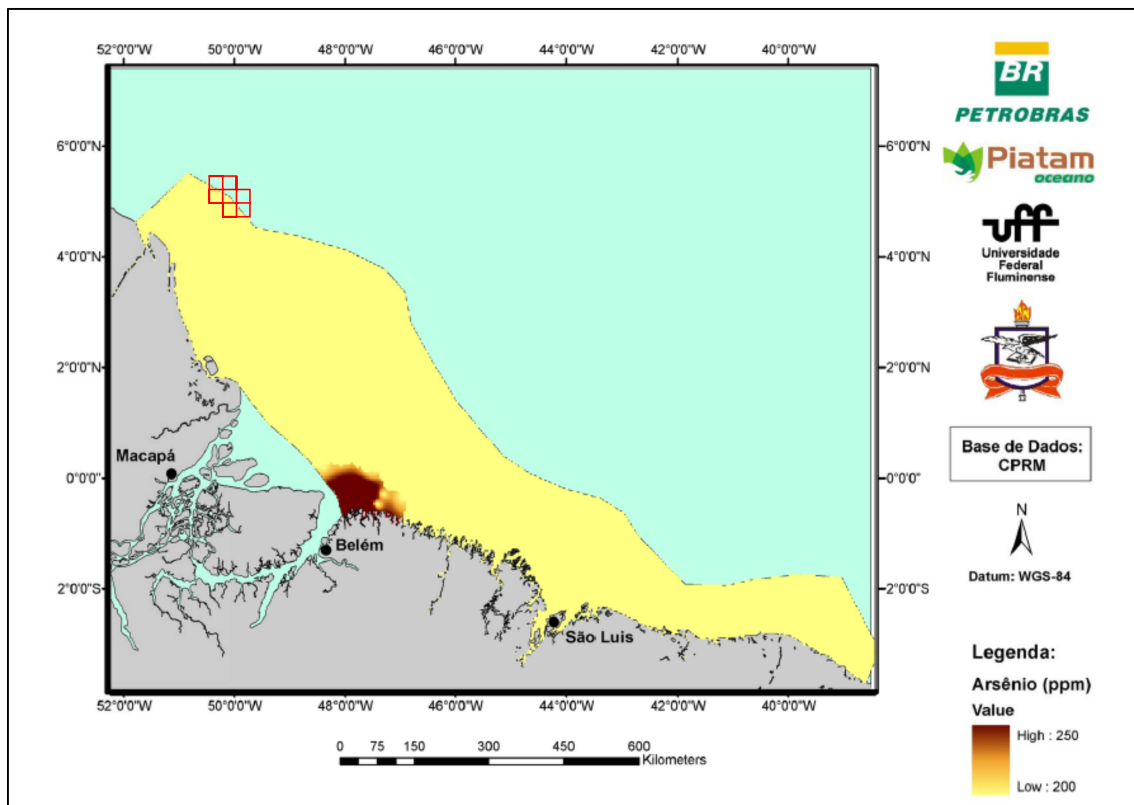 52°0'0"W 50°0'0"W 48°0'0"W 46°0'0"W 44°0'0"W 42°0'0"W 40°0'0"W
BR
PETROBRAS
Piatam
oceano
uff
Universidade
Federal
Fluminense
6°0'0"N 6°0'0"N
4°0'0"N 4°0'0"N
2°0'0"N 2°0'0"N
0°0'0" 0°0'0"
2°0'0"S 2°0'0"S
Macapá
Belém
São Luis
Base de Dados:
CPRM
N
Datum: WGS-84
Legenda:
Arsênio (ppm)
Value
High : 250
Low : 200
52°0'0"W 50°0'0"W 48°0'0"W 46°0'0"W 44°0'0"W 42°0'0"W 40°0'0"W
0 75 150 300 450 600
Kilometers